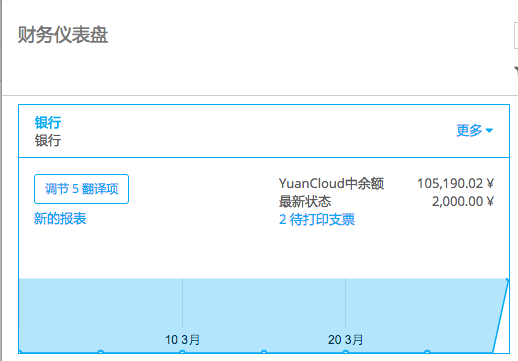 财务仪表盘
银行
银行
更多
调节 5 翻译项
新的报表
YuanCloud中余额 105,190.02 ¥
最新状态 2,000.00 ¥
2 待打印支票
10 3月 20 3月